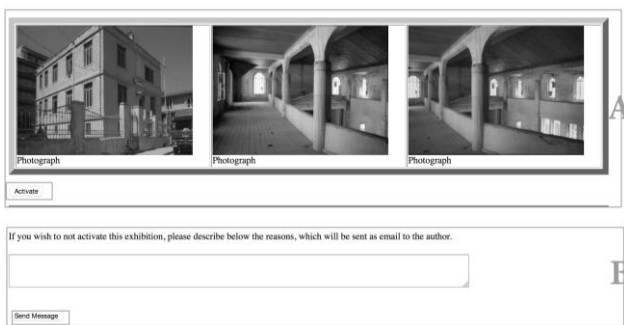 Photograph
Photograph
Photograph
A
Activate
If you wish to not activate this exhibition, please describe below the reasons, which will be sent as email to the author.
B
Send Message